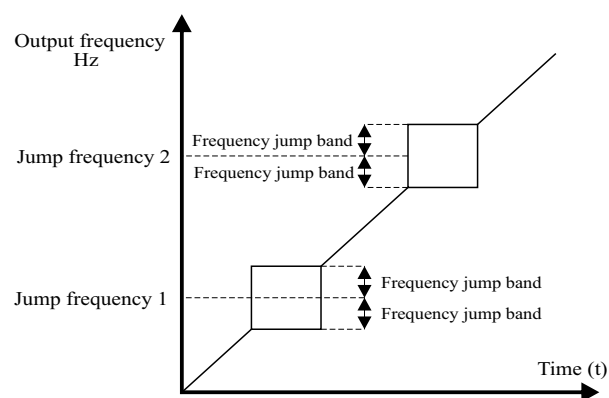 Output frequency
Hz
Frequency jump band
Jump frequency 2
Frequency jump band
Frequency jump band
Jump frequency 1
Frequency jump band
Time (t)